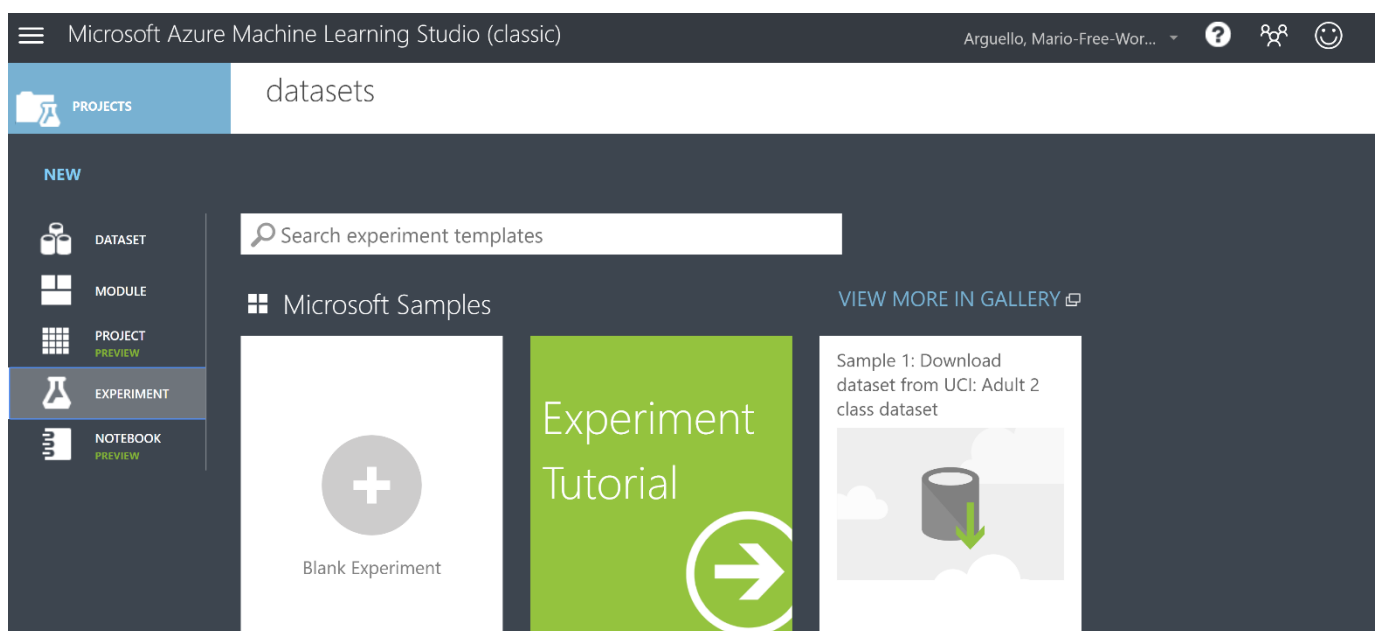 Microsoft Azure Machine Learning Studio (classic)
Arguello, Mario-Free-Wor...
?
PROJECTS
datasets
NEW
DATASET
MODULE
PROJECT
PREVIEW
EXPERIMENT
NOTEBOOK
PREVIEW
Search experiment templates
Microsoft Samples
VIEW MORE IN GALLERY
Blank Experiment
Experiment
Tutorial
Sample 1: Download
dataset from UCI: Adult 2
class dataset